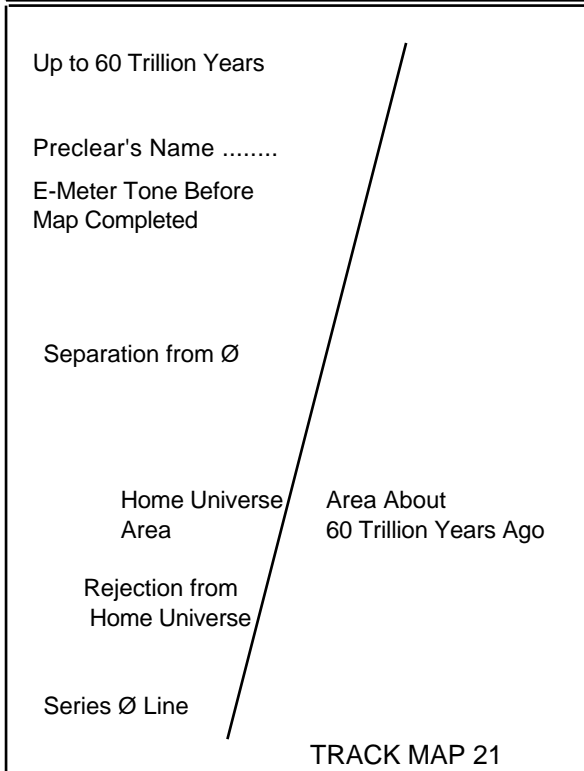 Up to 60 Trillion Years
Preclear's Name ........
E-Meter Tone Before
Map Completed
Separation from Ø
Home Universe
Area
Area About
60 Trillion Years Ago
Rejection from
Home Universe
Series Ø Line
TRACK MAP 21